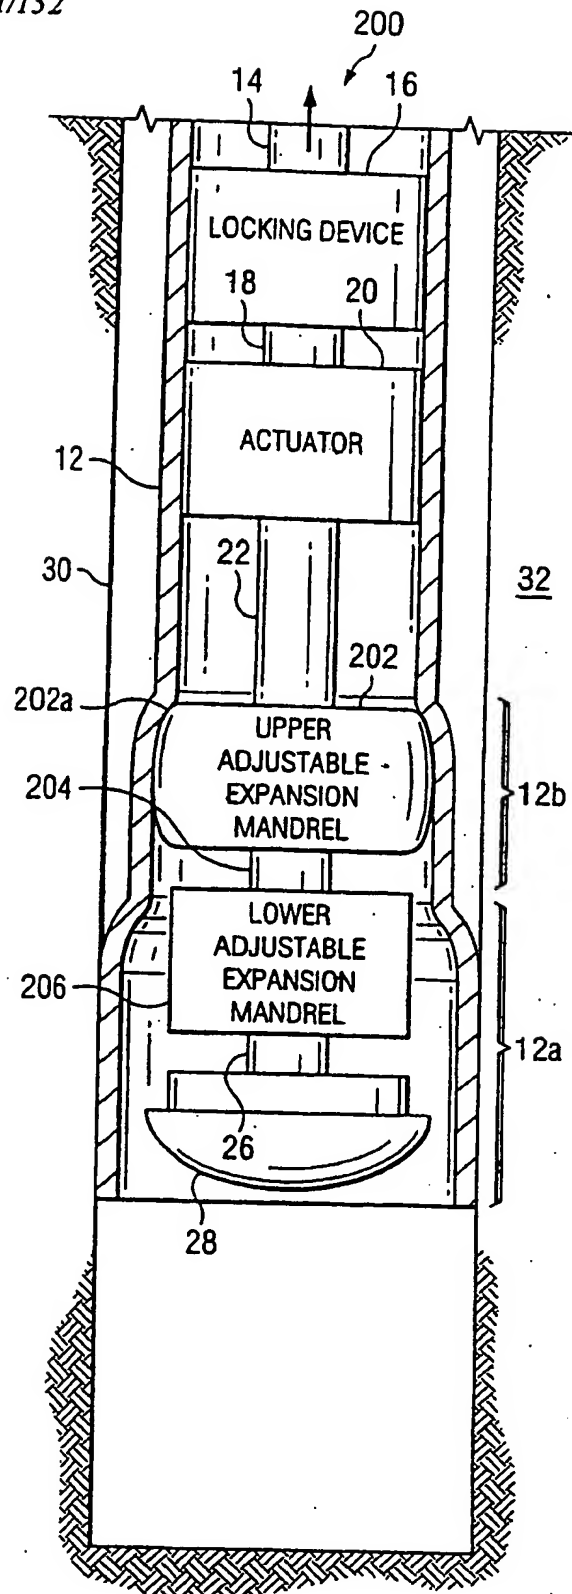 200
14
16
LOCKING DEVICE
18
20
ACTUATOR
12
22
30
32
202a
202
UPPER
ADJUSTABLE
EXPANSION
MANDREL
204
12b
LOWER
ADJUSTABLE
EXPANSION
MANDREL
206
12a
26
28